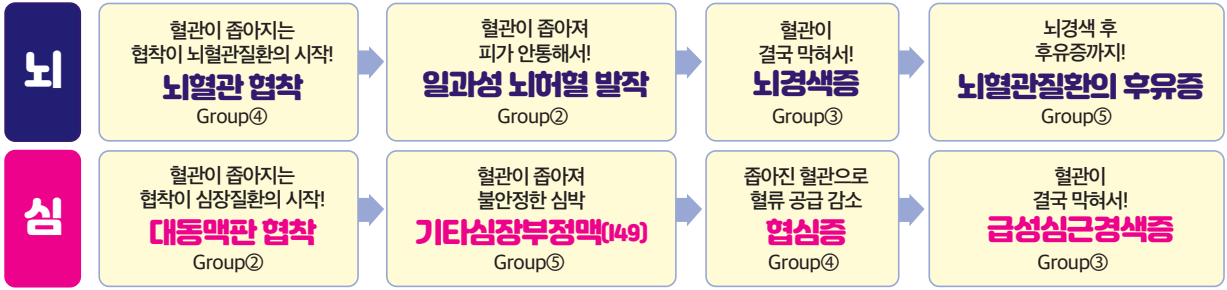 뇌
혈관이 좁아지는
협착이 뇌혈관질환의 시작!
뇌혈관 협착
Group④
혈관이 좁아져
피가 안통해서!
일과성 뇌허혈 발작
Group②
혈관이
결국 막혀서!
뇌경색증
Group③
뇌경색 후
후유증까지!
뇌혈관질환의 후유증
Group⑤
심
혈관이 좁아지는
협착이 심장질환의 시작!
대동맥판 협착
Group②
혈관이 좁아져
불안정한 심박
기타심장부정맥(I49)
Group⑤
좁아진 혈관으로
혈류 공급 감소
협심증
Group④
혈관이
결국 막혀서!
급성심근경색증
Group③